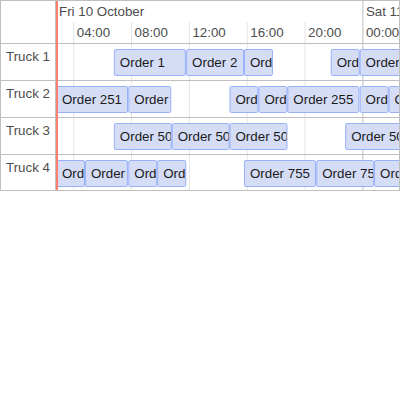 Fri 10 October Sat 11
04:00 08:00 12:00 16:00 20:00 00:00
Truck 1 Order 1 Order 2 Ord Ord Order
Truck 2 Order 251 Order Ord Ord Order 255 Ord
Truck 3 Order 50 Order 50 Order 50 Order 50
Truck 4 Ord Order Ord Ord Order 755 Order 75 Ord